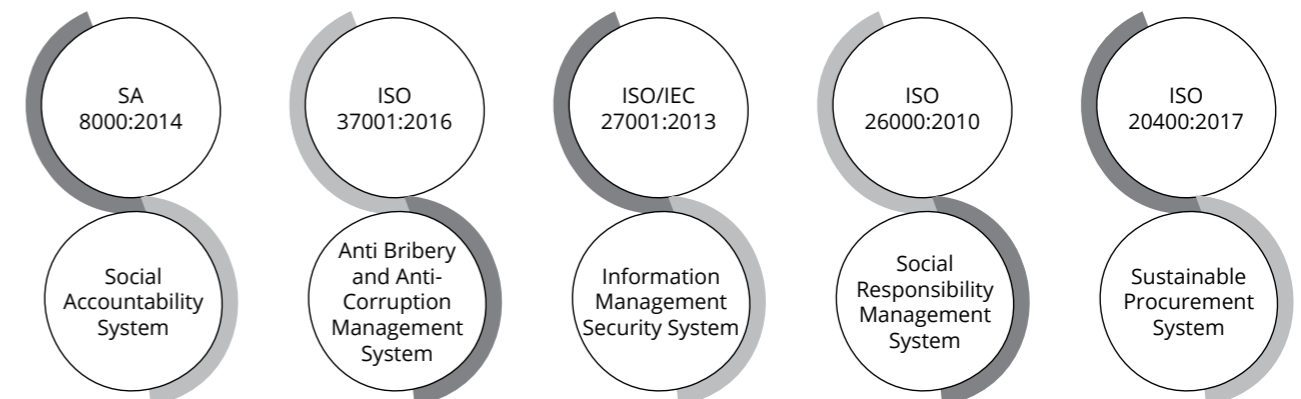 SA
8000:2014
ISO
37001:2016
ISO/IEC
27001:2013
ISO
26000:2010
ISO
20400:2017
Social
Accountability
System
Anti Bribery
and Anti-
Corruption
Management
System
Information
Management
Security System
Social
Responsibility
Management
System
Sustainable
Procurement
System